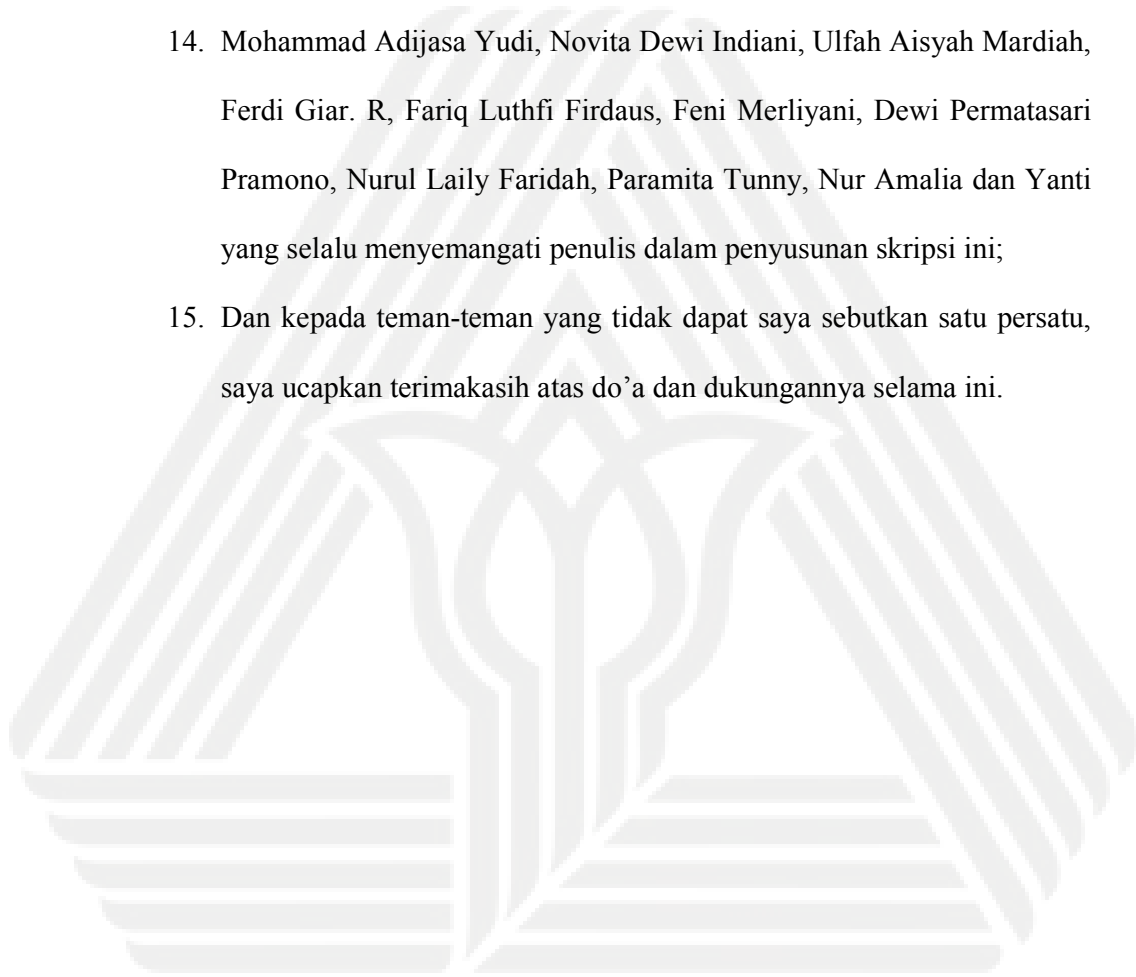 14. Mohammad Adijasa Yudi, Novita Dewi Indiani, Ulfah Aisyah Mardiah,
Ferdi Giar. R, Fariq Luthfi Firdaus, Feni Merliyani, Dewi Permatasari
Pramono, Nurul Laily Faridah, Paramita Tunny, Nur Amalia dan Yanti
yang selalu menyemangati penulis dalam penyusunan skripsi ini;
15. Dan kepada teman-teman yang tidak dapat saya sebutkan satu persatu,
saya ucapkan terimakasih atas do’a dan dukungannya selama ini.